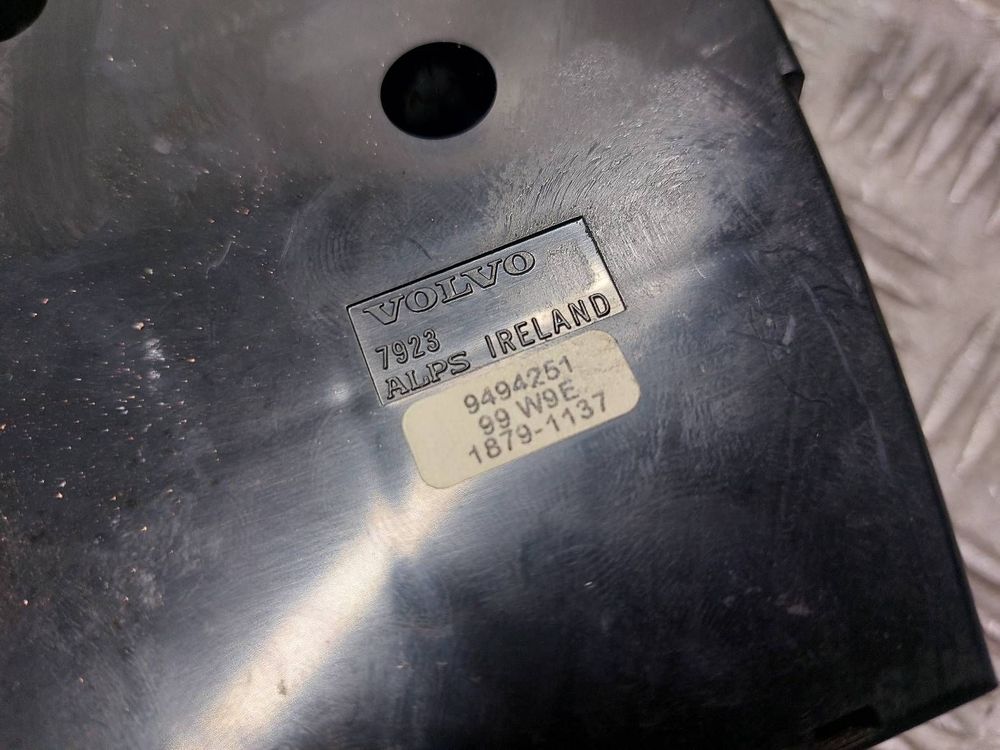 VOLVO
7923
ALPS IRELAND
9494251
99 W9E
1879-1137